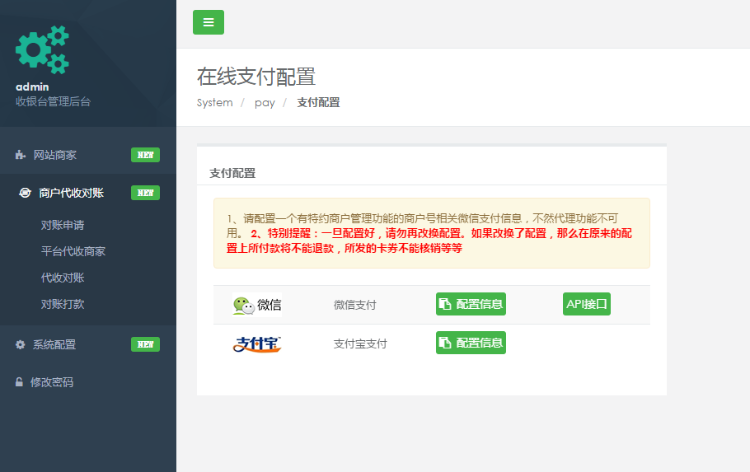 admin
收银台管理后台
网站商家 NEW
商户代收对账 NEW
对账申请
平台代收商家
代收对账
对账打款
系统配置 NEW
修改密码
在线支付配置
System / pay / 支付配置
支付配置
1、请配置一个有特约商户管理功能的商户号相关微信支付信息，不然代理功能不可
用。 2、特别提醒：一旦配置好，请勿再改换配置。如果改换了配置，那么在原来的配
置上所付款将不能退款，所发的卡券不能核销等等
微信 微信支付 配置信息 API接口
支付宝 支付宝支付 配置信息